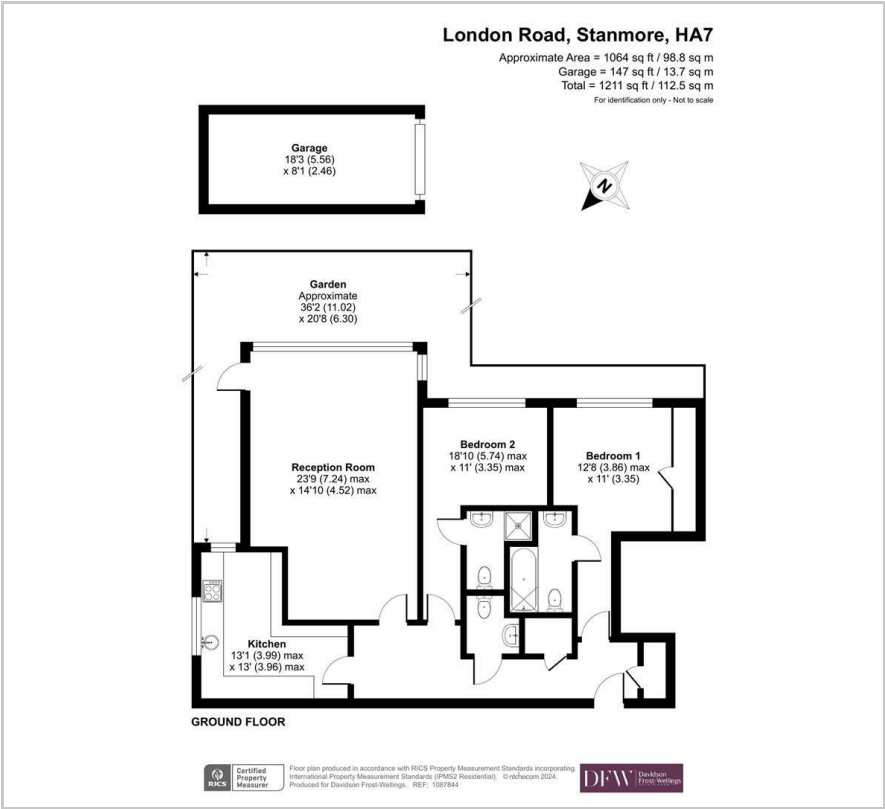 London Road, Stanmore, HA7
Approximate Area = 1064 sq ft / 98.8 sq m
Garage = 147 sq ft / 13.7 sq m
Total = 1211 sq ft / 112.5 sq m
For identification only - Not to scale
Garage
18'3 (5.56)
x 8'1 (2.46)
N
Garden
Approximate
36'2 (11.02)
x 20'8 (6.30)
Reception Room
23'9 (7.24) max
x 14'10 (4.52) max
Bedroom 2
18'10 (5.74) max
x 11' (3.35) max
Bedroom 1
12'8 (3.86) max
x 11' (3.35)
Kitchen
13'1 (3.99) max
x 13' (3.96) max
GROUND FLOOR
RICS
Certified
Property
Measurer
Floor plan produced in accordance with RICS Property Measurement Standards incorporating
International Property Measurement Standards (IPMS2 Residential). © nichecom 2024.
Produced for Davidson Frost-Wellings. REF: 1087844
DFW
Davidson
Frost-Wellings